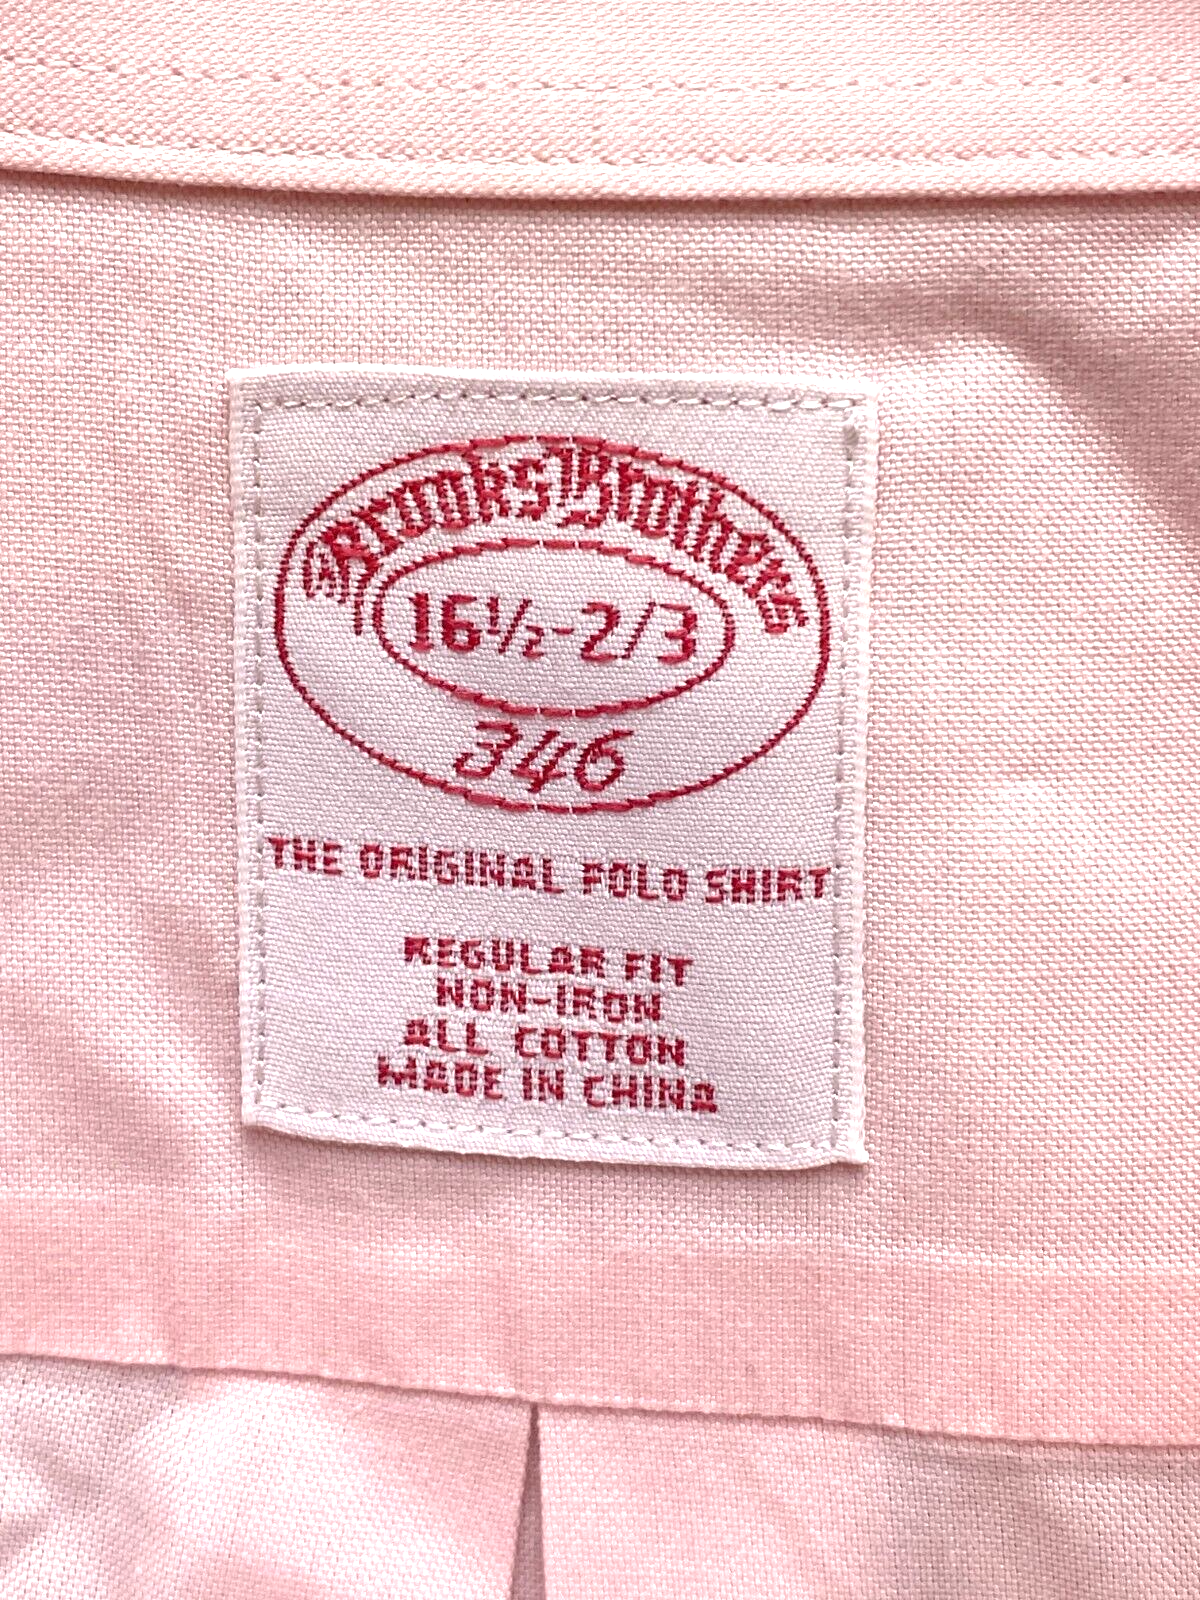 Brooks Brothers
16½-2/3
346
THE ORIGINAL POLO SHIRT
REGULAR FIT
NON-IRON
ALL COTTON
MADE IN CHINA